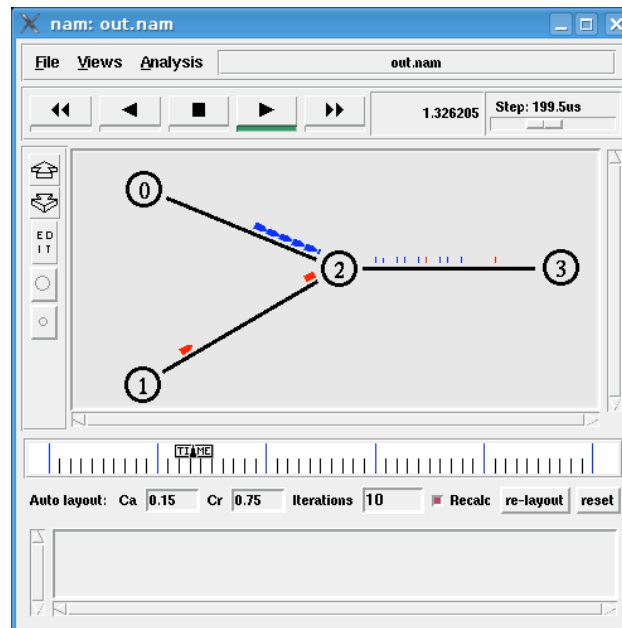 nam: out.nam
File Views Analysis out.nam
1.326205 Step: 199.5us
0
ED
IT
2 3
1
TIME
Auto layout: Ca 0.15 Cr 0.75 Iterations 10 Recalc re-layout reset